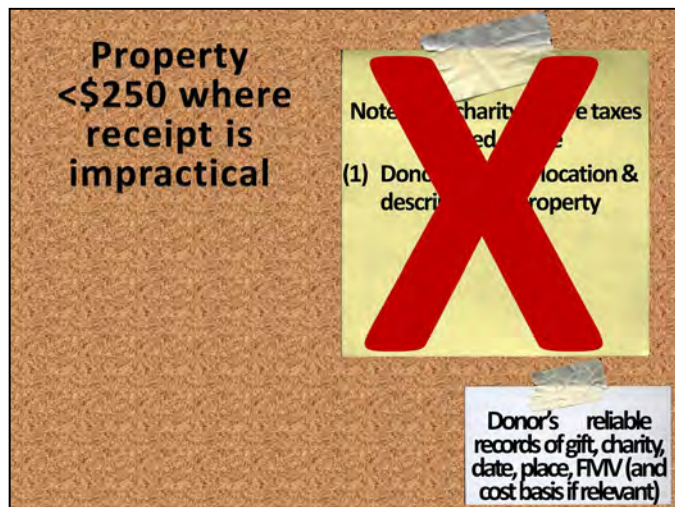 Property
<$250 where
receipt is
impractical
Note charity taxes
(1) Dono location &
descri roperty
Donor's reliable
records of gift, charity,
date, place, FMV (and
cost basis if relevant)